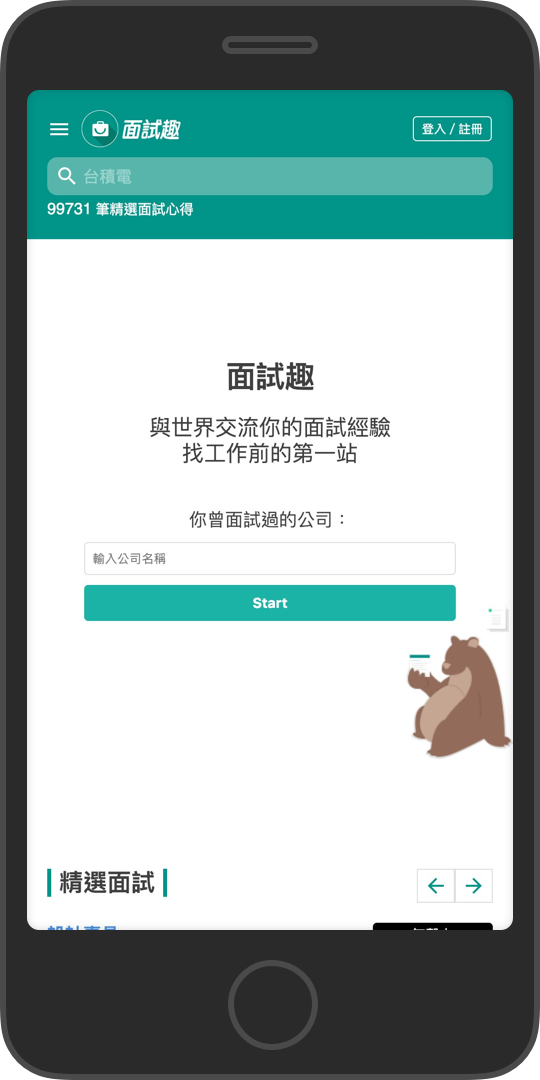 面試趣
登入 / 註冊
台積電
99731 筆精選面試心得
面試趣
與世界交流你的面試經驗
找工作前的第一站
你曾面試過的公司：
輸入公司名稱
Start
精選面試